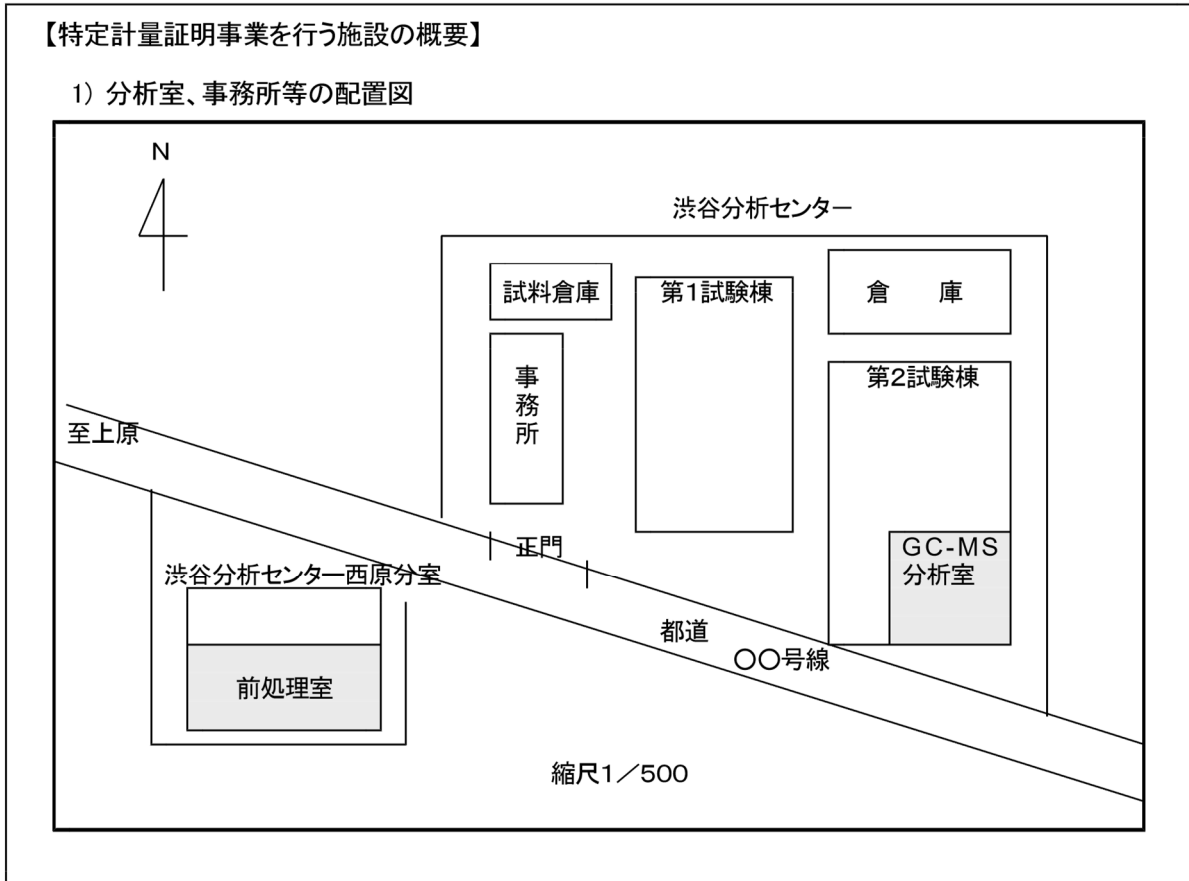 【特定計量証明事業を行う施設の概要】
1) 分析室、事務所等の配置図
N
渋谷分析センター
試料倉庫
第1試験棟
倉　庫
事務所
第2試験棟
至上原
正門
GC-MS
分析室
渋谷分析センター西原分室
都道
〇〇号線
前処理室
縮尺1／500